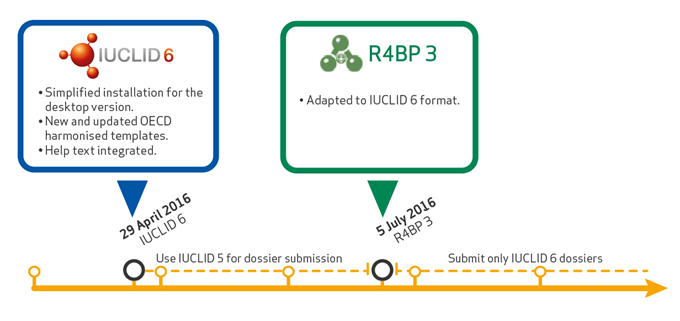 IUCLID 6
• Simplified installation for the
desktop version.
• New and updated OECD
harmonised templates.
• Help text integrated.
R4BP 3
• Adapted to IUCLID 6 format.
29 April 2016
IUCLID 6
5 July 2016
R4BP 3
Use IUCLID 5 for dossier submission
Submit only IUCLID 6 dossiers